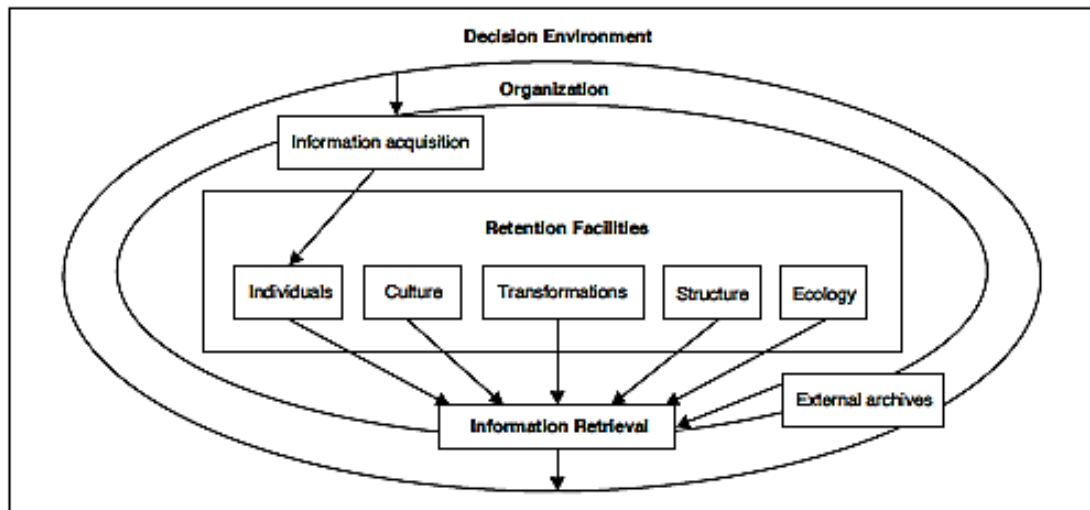 Decision Environment
Organization
Information acquisition
Retention Facilities
Individuals
Culture
Transformations
Structure
Ecology
External archives
Information Retrieval